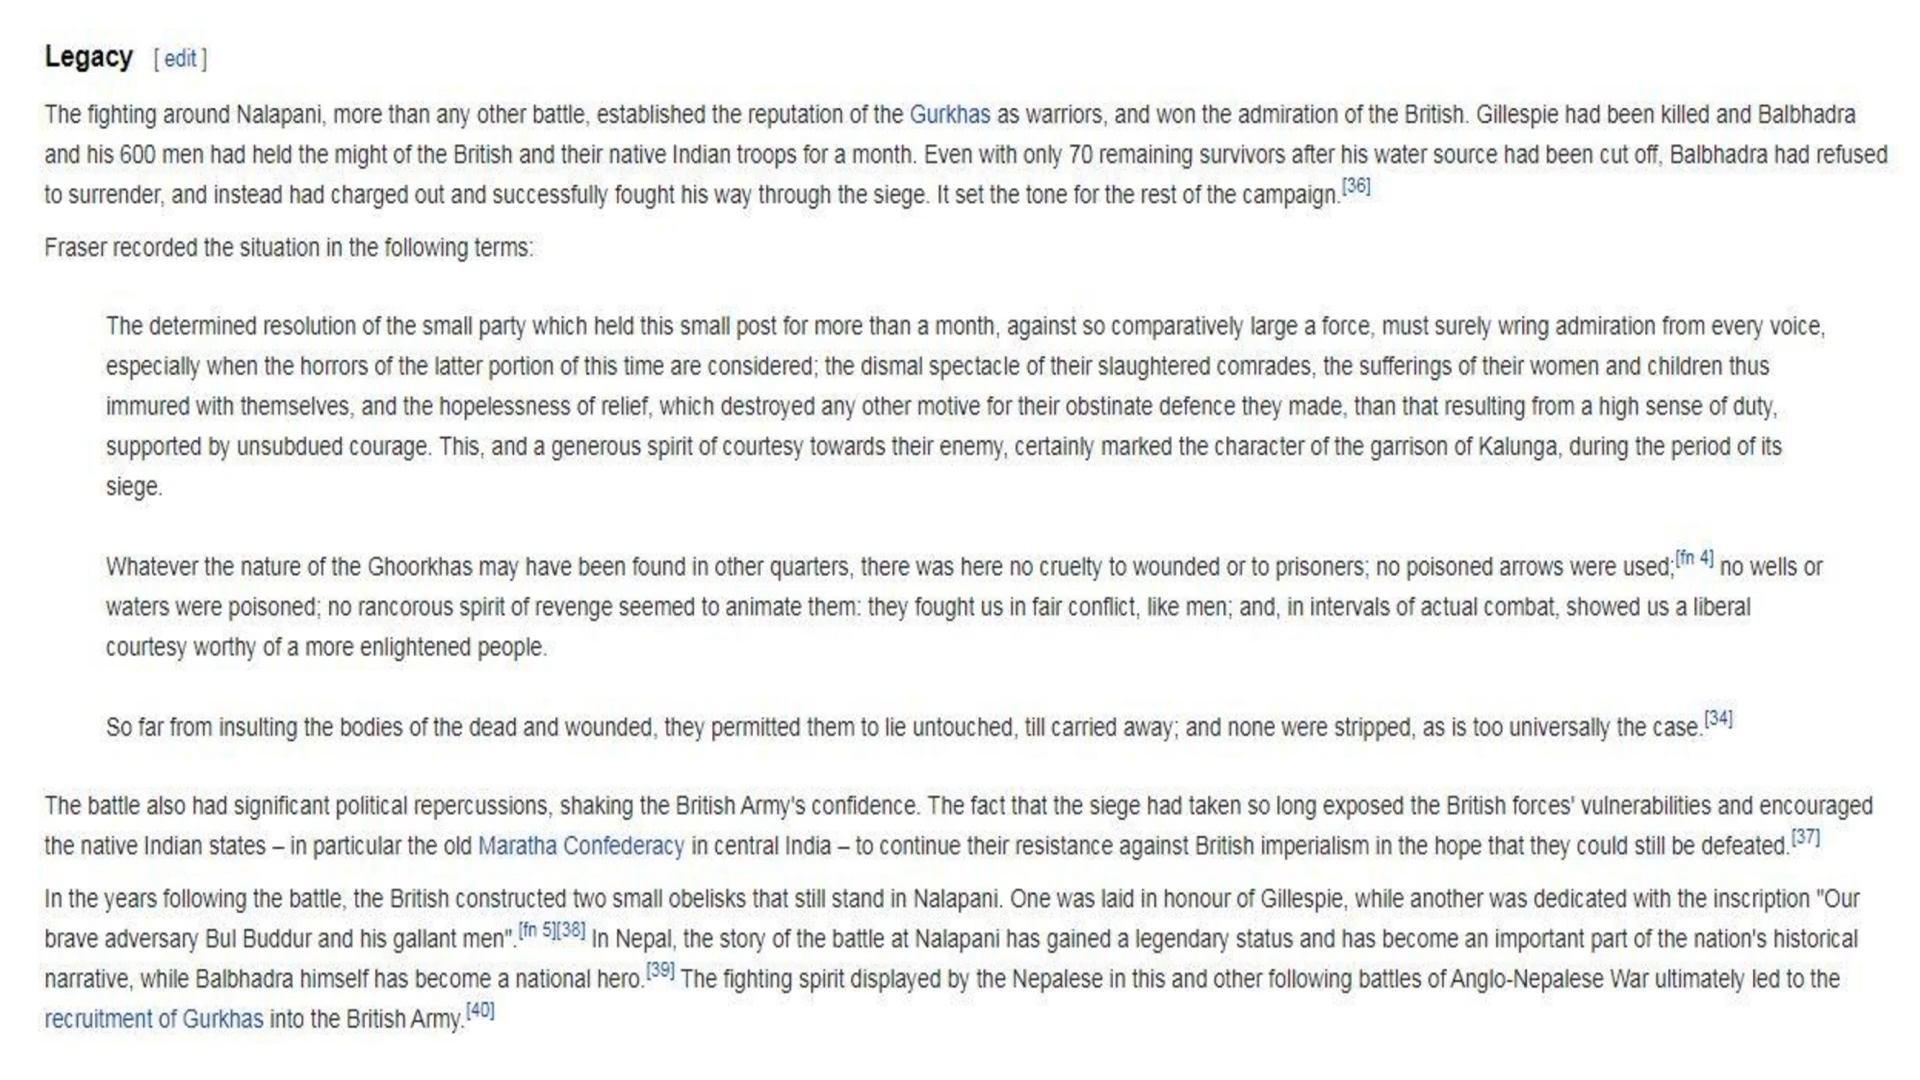 Legacy [ edit ]
The fighting around Nalapani, more than any other battle, established the reputation of the Gurkhas as warriors, and won the admiration of the British. Gillespie had been killed and Balbhadra
and his 600 men had held the might of the British and their native Indian troops for a month. Even with only 70 remaining survivors after his water source had been cut off, Balbhadra had refused
to surrender, and instead had charged out and successfully fought his way through the siege. It set the tone for the rest of the campaign.[36]
Fraser recorded the situation in the following terms:
The determined resolution of the small party which held this small post for more than a month, against so comparatively large a force, must surely wring admiration from every voice,
especially when the horrors of the latter portion of this time are considered; the dismal spectacle of their slaughtered comrades, the sufferings of their women and children thus
immured with themselves, and the hopelessness of relief, which destroyed any other motive for their obstinate defence they made, than that resulting from a high sense of duty,
supported by unsubdued courage. This, and a generous spirit of courtesy towards their enemy, certainly marked the character of the garrison of Kalunga, during the period of its
siege.
Whatever the nature of the Ghoorkhas may have been found in other quarters, there was here no cruelty to wounded or to prisoners; no poisoned arrows were used;[fn 4] no wells or
waters were poisoned; no rancorous spirit of revenge seemed to animate them: they fought us in fair conflict, like men; and, in intervals of actual combat, showed us a liberal
courtesy worthy of a more enlightened people.
So far from insulting the bodies of the dead and wounded, they permitted them to lie untouched, till carried away; and none were stripped, as is too universally the case.[34]
The battle also had significant political repercussions, shaking the British Army's confidence. The fact that the siege had taken so long exposed the British forces' vulnerabilities and encouraged
the native Indian states – in particular the old Maratha Confederacy in central India – to continue their resistance against British imperialism in the hope that they could still be defeated.[37]
In the years following the battle, the British constructed two small obelisks that still stand in Nalapani. One was laid in honour of Gillespie, while another was dedicated with the inscription "Our
brave adversary Bul Buddur and his gallant men".[fn 5][38] In Nepal, the story of the battle at Nalapani has gained a legendary status and has become an important part of the nation's historical
narrative, while Balbhadra himself has become a national hero.[39] The fighting spirit displayed by the Nepalese in this and other following battles of Anglo-Nepalese War ultimately led to the
recruitment of Gurkhas into the British Army.[40]